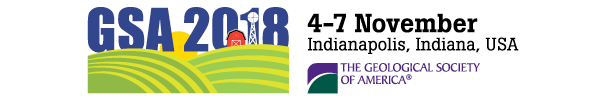 GSA 2018
4–7 November
Indianapolis, Indiana, USA
THE GEOLOGICAL SOCIETY
OF AMERICA®